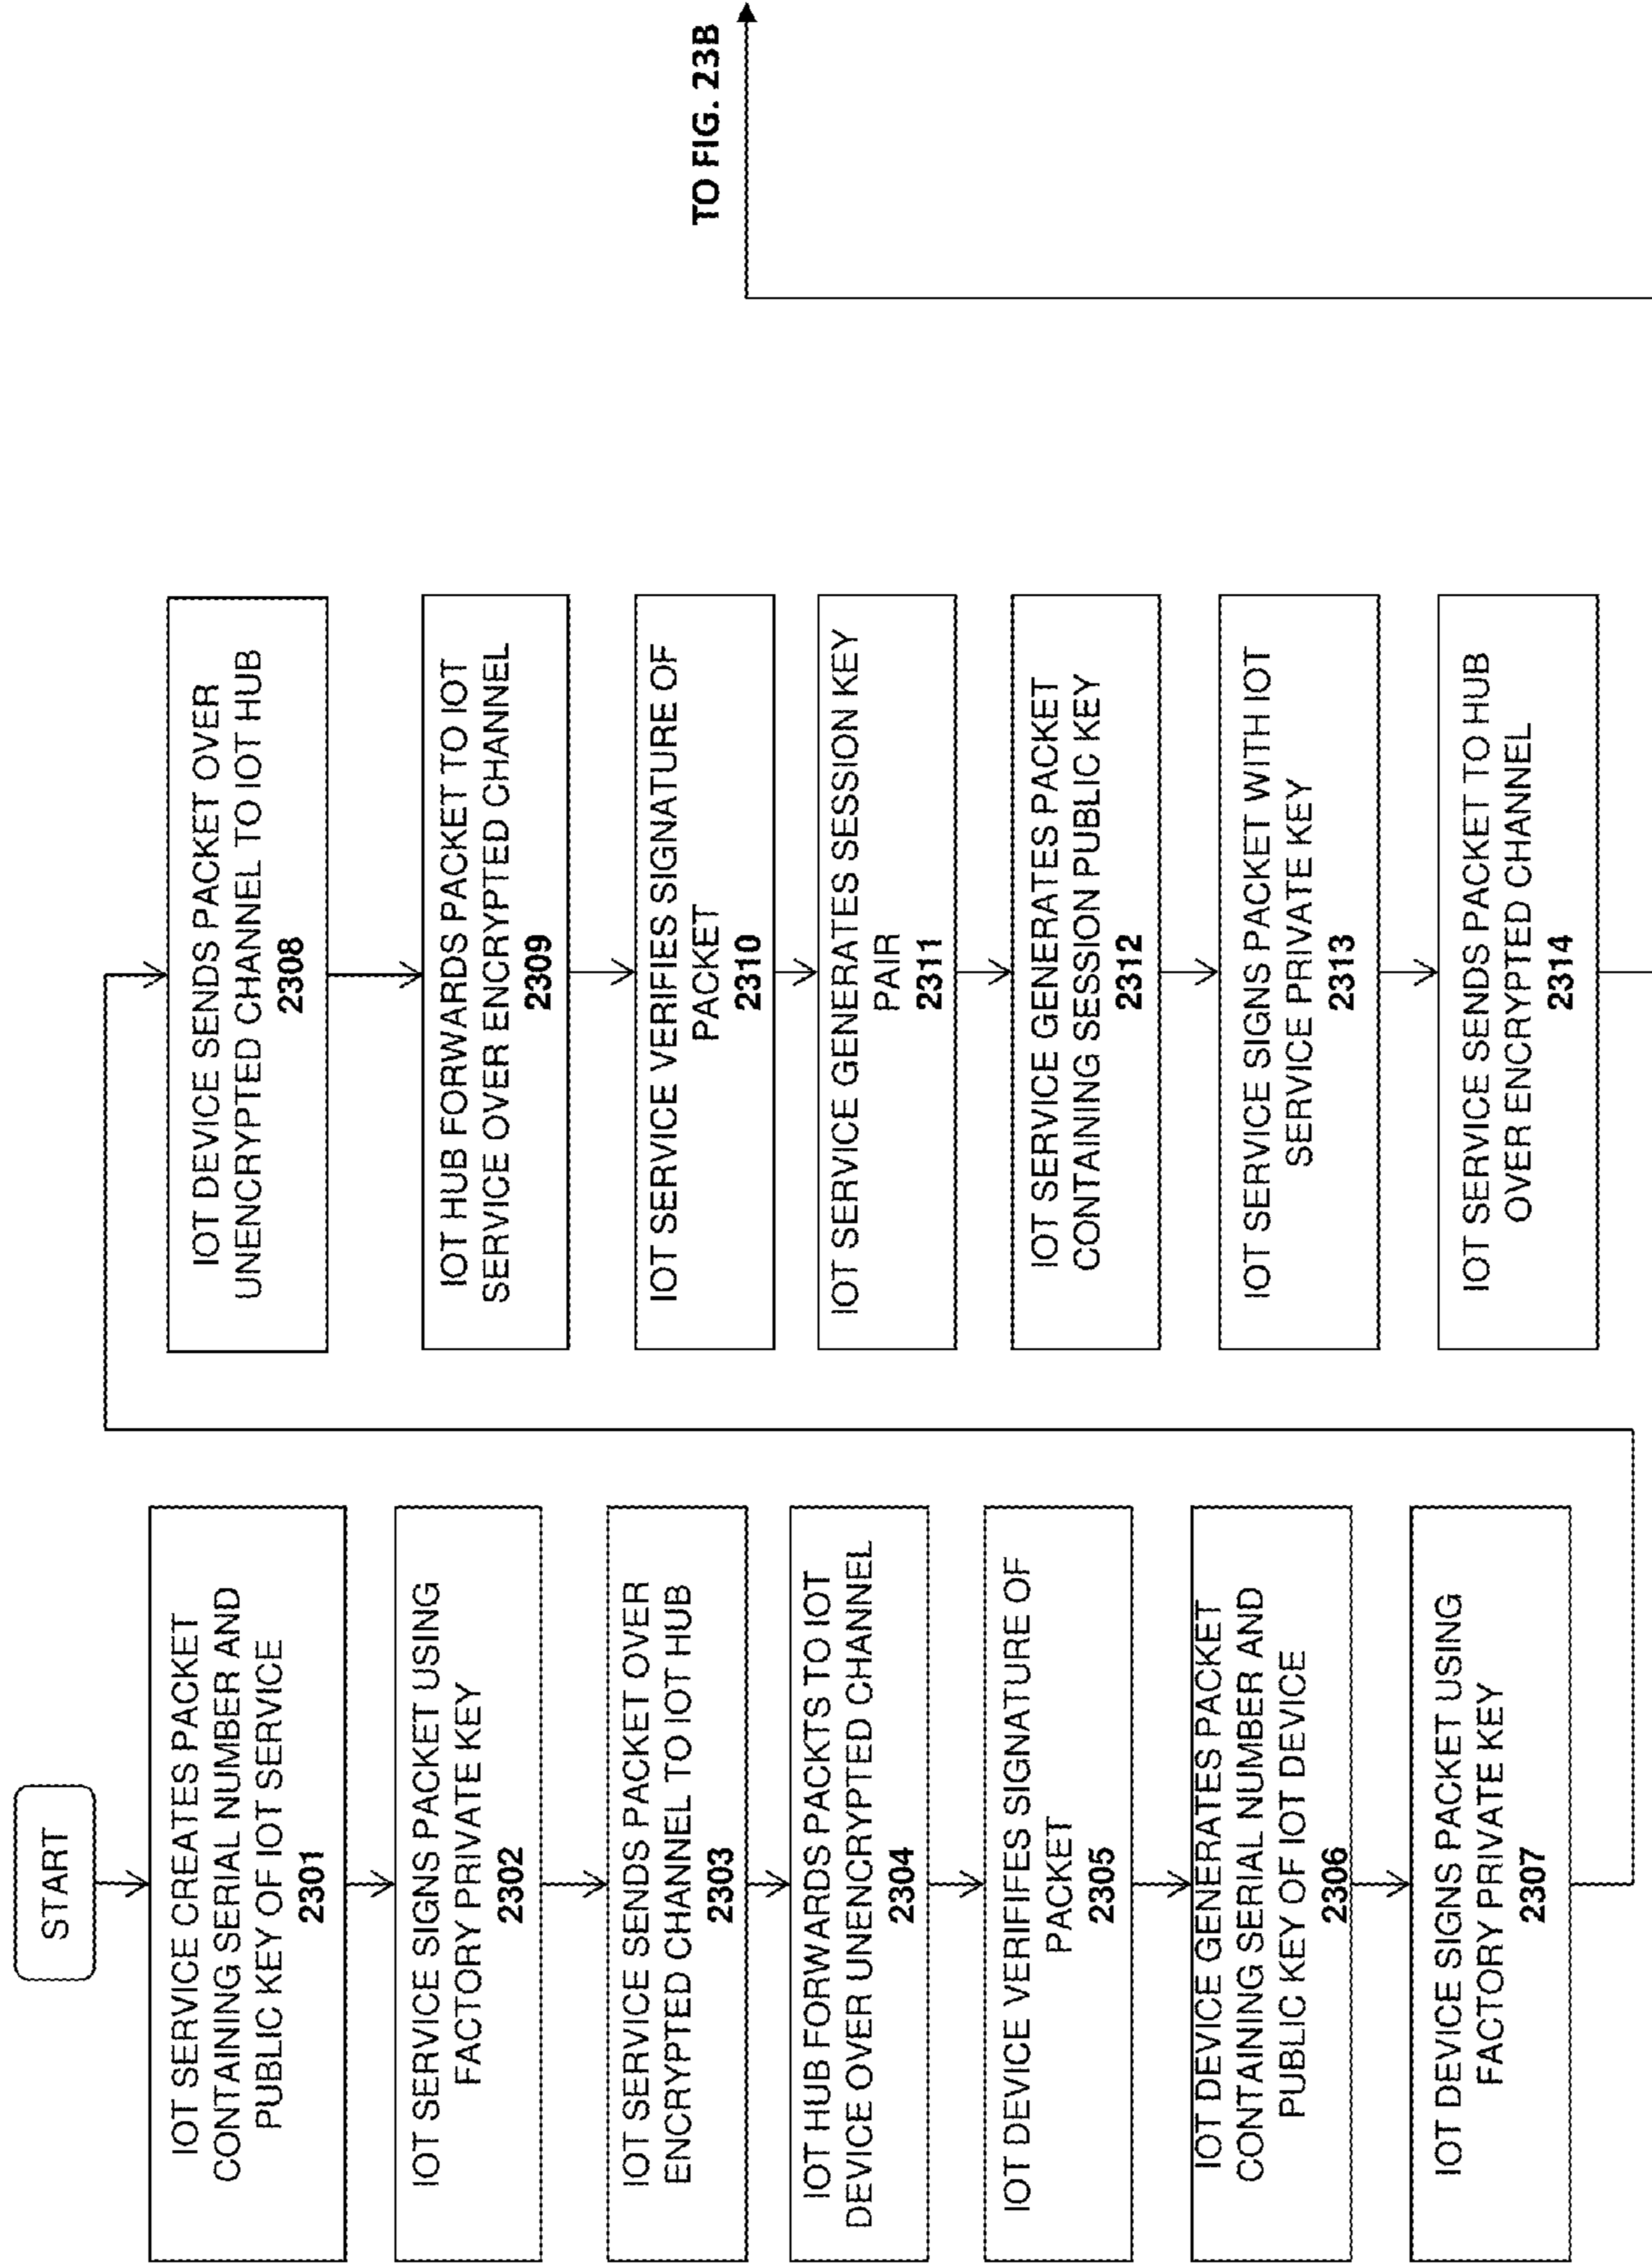 START
IOT SERVICE CREATES PACKET
CONTAINING SERIAL NUMBER AND
PUBLIC KEY OF IOT SERVICE
2301
IOT SERVICE SIGNS PACKET USING
FACTORY PRIVATE KEY
2302
IOT SERVICE SENDS PACKET OVER
ENCRYPTED CHANNEL TO IOT HUB
2303
IOT HUB FORWARDS PACKTS TO IOT
DEVICE OVER UNENCRYPTED CHANNEL
2304
IOT DEVICE VERIFIFES SIGNATURE OF
PACKET
2305
IOT DEVICE GENERATES PACKET
CONTAINING SERIAL NUMBER AND
PUBLIC KEY OF IOT DEVICE
2306
IOT DEVICE SIGNS PACKET USING
FACTORY PRIVATE KEY
2307
IOT DEVICE SENDS PACKET OVER
UNENCRYPTED CHANNEL TO IOT HUB
2308
IOT HUB FORWARDS PACKET TO IOT
SERVICE OVER ENCRYPTED CHANNEL
2309
IOT SERVICE VERIFIES SIGNATURE OF
PACKET
2310
IOT SERVICE GENERATES SESSION KEY
PAIR
2311
IOT SERVICE GENERATES PACKET
CONTAINING SESSION PUBLIC KEY
2312
IOT SERVICE SIGNS PACKET WITH IOT
SERVICE PRIVATE KEY
2313
IOT SERVICE SENDS PACKET TO HUB
OVER ENCRYPTED CHANNEL
2314
TO FIG. 23B